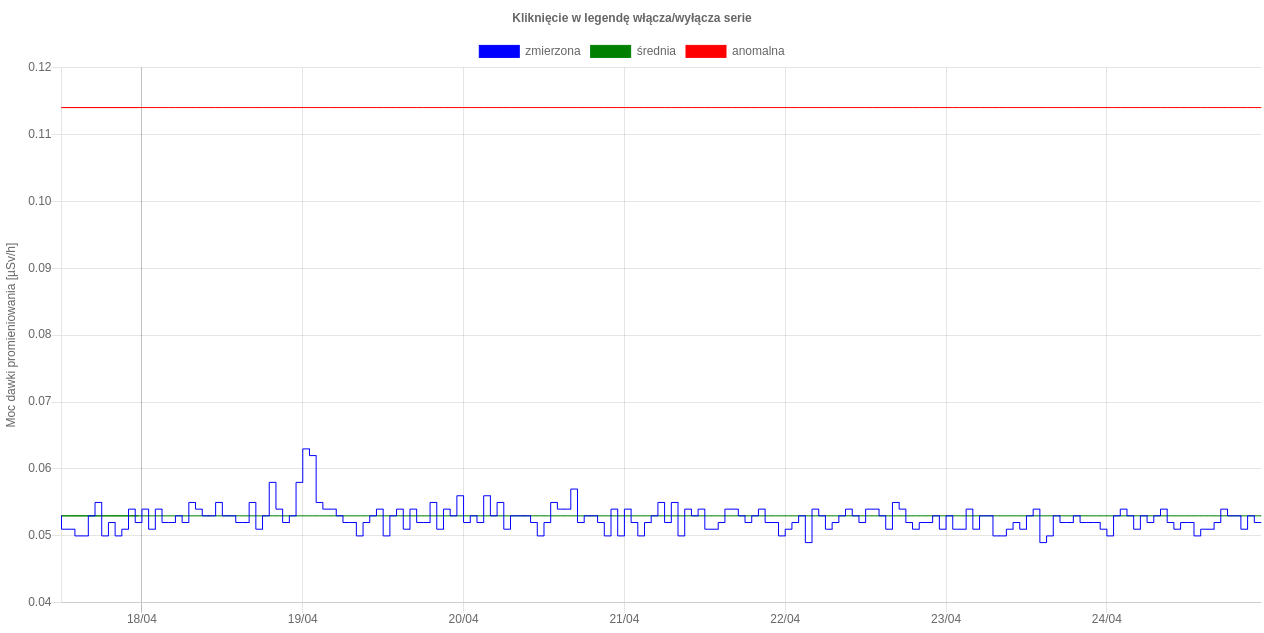 Kliknięcie w legendę włącza/wyłącza serie
zmierzona średnia anomalna
0.12
0.11
0.10
0.09
0.08
0.07
0.06
0.05
0.04
Moc dawki promieniowania [µSv/h]
18/04 19/04 20/04 21/04 22/04 23/04 24/04